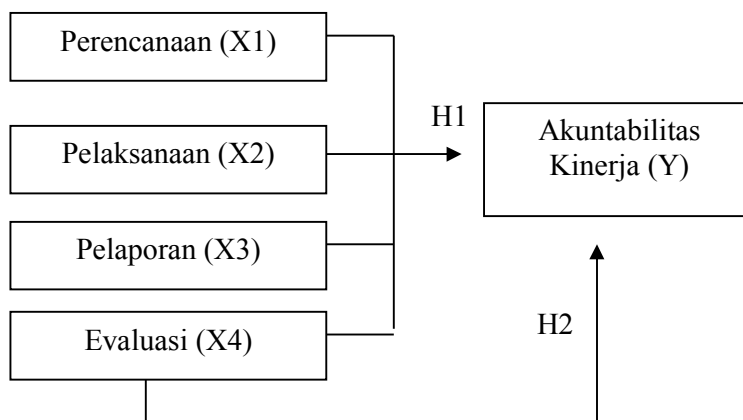 Perencanaan (X1)
Pelaksanaan (X2)
Pelaporan (X3)
Evaluasi (X4)
H1
Akuntabilitas
Kinerja (Y)
H2